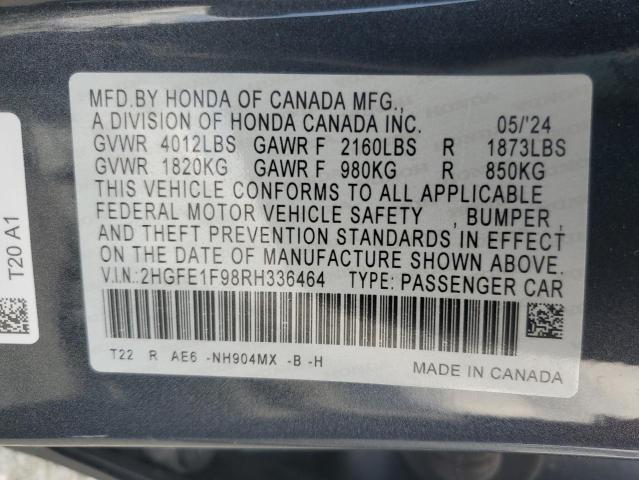 MFD.BY HONDA OF CANADA MFG.,
A DIVISION OF HONDA CANADA INC. 05/'24
GVWR 4012LBS GAWR F 2160LBS R 1873LBS
GVWR 1820KG GAWR F 980KG R 850KG
THIS VEHICLE CONFORMS TO ALL APPLICABLE
FEDERAL MOTOR VEHICLE SAFETY , BUMPER ,
AND THEFT PREVENTION STANDARDS IN EFFECT
ON THE DATE OF MANUFACTURE SHOWN ABOVE.
V.I.N.:2HGFE1F98RH336464 TYPE: PASSENGER CAR
T22 R AE6 -NH904MX -B -H
MADE IN CANADA
T20 A1